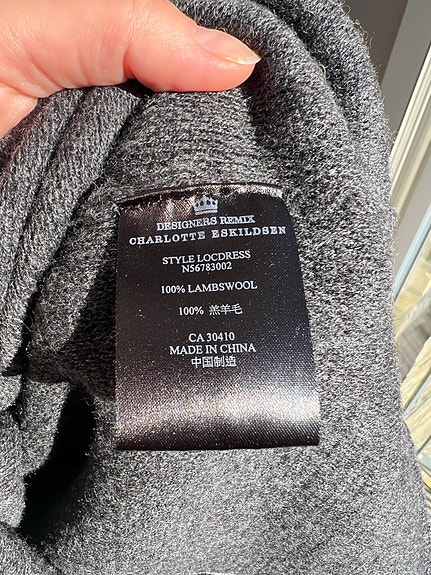 DESIGNERS REMIX
CHARLOTTE ESKILDSEN
STYLE LOCDRESS
N56783002
100% LAMBSWOOL
100% 羔羊毛
CA 30410
MADE IN CHINA
中国制造